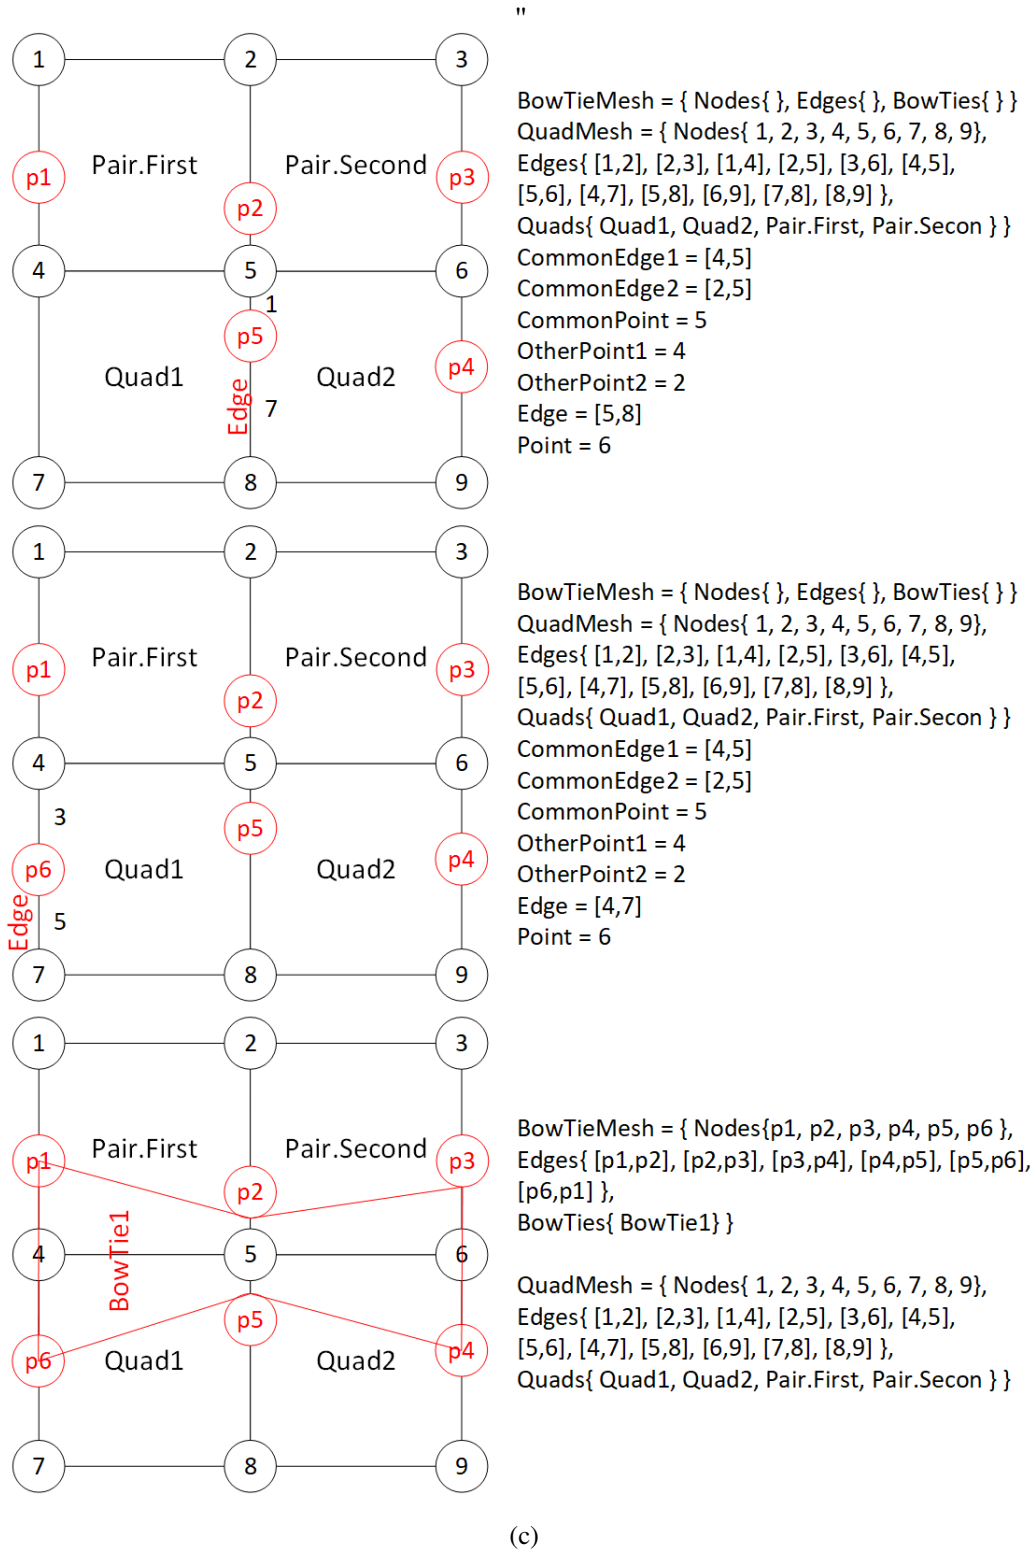 "
1 2 3
p1 Pair.First Pair.Second p3
p2
4 5 6
1
p5
Quad1 Quad2 p4
Edge 7
7 8 9
BowTieMesh = { Nodes{ }, Edges{ }, BowTies{ } }
QuadMesh = { Nodes{ 1, 2, 3, 4, 5, 6, 7, 8, 9},
Edges{ [1,2], [2,3], [1,4], [2,5], [3,6], [4,5],
[5,6], [4,7], [5,8], [6,9], [7,8], [8,9] },
Quads{ Quad1, Quad2, Pair.First, Pair.Secon } }
CommonEdge1 = [4,5]
CommonEdge2 = [2,5]
CommonPoint = 5
OtherPoint1 = 4
OtherPoint2 = 2
Edge = [5,8]
Point = 6
1 2 3
p1 Pair.First Pair.Second p3
p2
4 5 6
3
p5
p6 Quad1 Quad2 p4
Edge 5
7 8 9
BowTieMesh = { Nodes{ }, Edges{ }, BowTies{ } }
QuadMesh = { Nodes{ 1, 2, 3, 4, 5, 6, 7, 8, 9},
Edges{ [1,2], [2,3], [1,4], [2,5], [3,6], [4,5],
[5,6], [4,7], [5,8], [6,9], [7,8], [8,9] },
Quads{ Quad1, Quad2, Pair.First, Pair.Secon } }
CommonEdge1 = [4,5]
CommonEdge2 = [2,5]
CommonPoint = 5
OtherPoint1 = 4
OtherPoint2 = 2
Edge = [4,7]
Point = 6
1 2 3
p1 Pair.First Pair.Second p3
p2
4 BowTie1 5 6
p5
p6 Quad1 Quad2 p4
7 8 9
BowTieMesh = { Nodes{p1, p2, p3, p4, p5, p6 },
Edges{ [p1,p2], [p2,p3], [p3,p4], [p4,p5], [p5,p6],
[p6,p1] },
BowTies{ BowTie1} }
QuadMesh = { Nodes{ 1, 2, 3, 4, 5, 6, 7, 8, 9},
Edges{ [1,2], [2,3], [1,4], [2,5], [3,6], [4,5],
[5,6], [4,7], [5,8], [6,9], [7,8], [8,9] },
Quads{ Quad1, Quad2, Pair.First, Pair.Secon } }
(c)